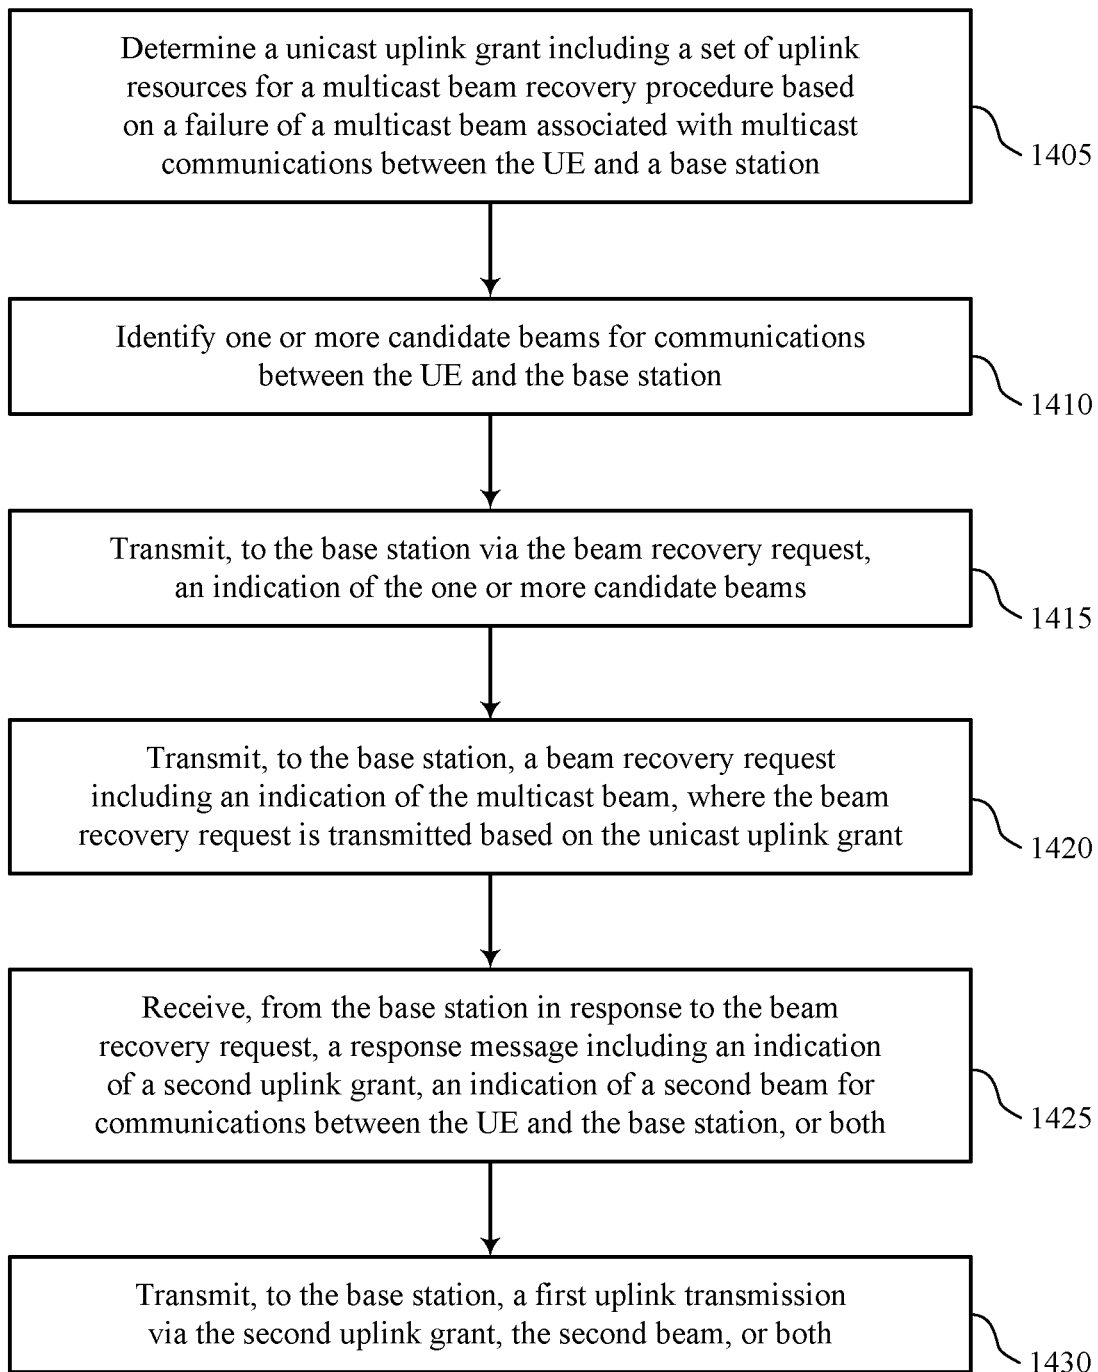 Determine a unicast uplink grant including a set of uplink
resources for a multicast beam recovery procedure based
on a failure of a multicast beam associated with multicast
communications between the UE and a base station
1405
Identify one or more candidate beams for communications
between the UE and the base station
1410
Transmit, to the base station via the beam recovery request,
an indication of the one or more candidate beams
1415
Transmit, to the base station, a beam recovery request
including an indication of the multicast beam, where the beam
recovery request is transmitted based on the unicast uplink grant
1420
Receive, from the base station in response to the beam
recovery request, a response message including an indication
of a second uplink grant, an indication of a second beam for
communications between the UE and the base station, or both
1425
Transmit, to the base station, a first uplink transmission
via the second uplink grant, the second beam, or both
1430